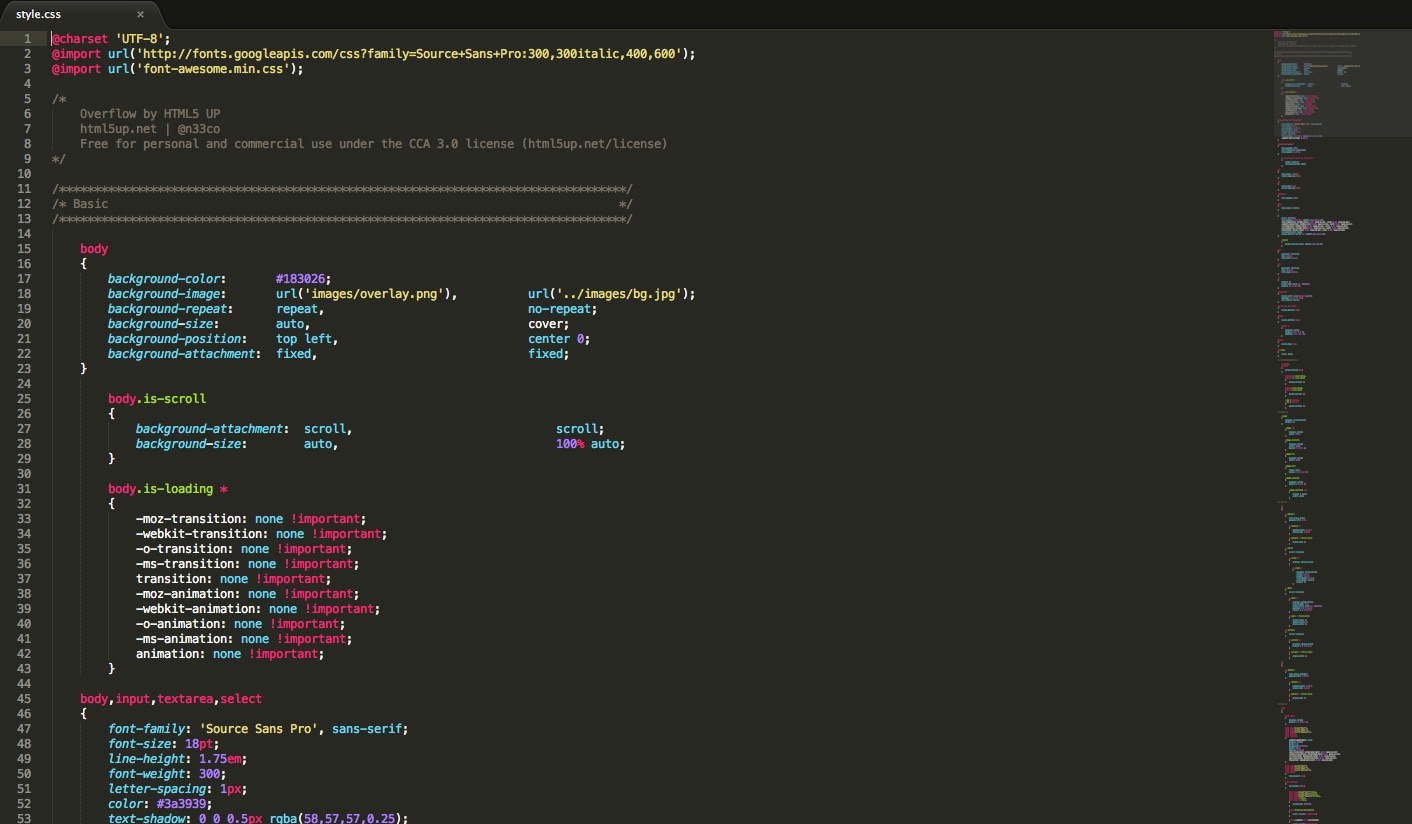 style.css ×
1 @charset 'UTF-8';
2 @import url('http://fonts.googleapis.com/css?family=Source+Sans+Pro:300,300italic,400,600');
3 @import url('font-awesome.min.css');
4
5 /*
6 Overflow by HTML5 UP
7 html5up.net | @n33co
8 Free for personal and commercial use under the CCA 3.0 license (html5up.net/license)
9 */
10
11 /*********************************************************************************/
12 /* Basic */
13 /*********************************************************************************/
14
15 body
16 {
17 background-color: #183026;
18 background-image: url('images/overlay.png'), url('../images/bg.jpg');
19 background-repeat: repeat, no-repeat;
20 background-size: auto, cover;
21 background-position: top left, center 0;
22 background-attachment: fixed, fixed;
23 }
24
25 body.is-scroll
26 {
27 background-attachment: scroll, scroll;
28 background-size: auto, 100% auto;
29 }
30
31 body.is-loading *
32 {
33 -moz-transition: none !important;
34 -webkit-transition: none !important;
35 -o-transition: none !important;
36 -ms-transition: none !important;
37 transition: none !important;
38 -moz-animation: none !important;
39 -webkit-animation: none !important;
40 -o-animation: none !important;
41 -ms-animation: none !important;
42 animation: none !important;
43 }
44
45 body,input,textarea,select
46 {
47 font-family: 'Source Sans Pro', sans-serif;
48 font-size: 18pt;
49 line-height: 1.75em;
50 font-weight: 300;
51 letter-spacing: 1px;
52 color: #3a3939;
53 text-shadow: 0 0 0.5px rgba(58,57,57,0.25);